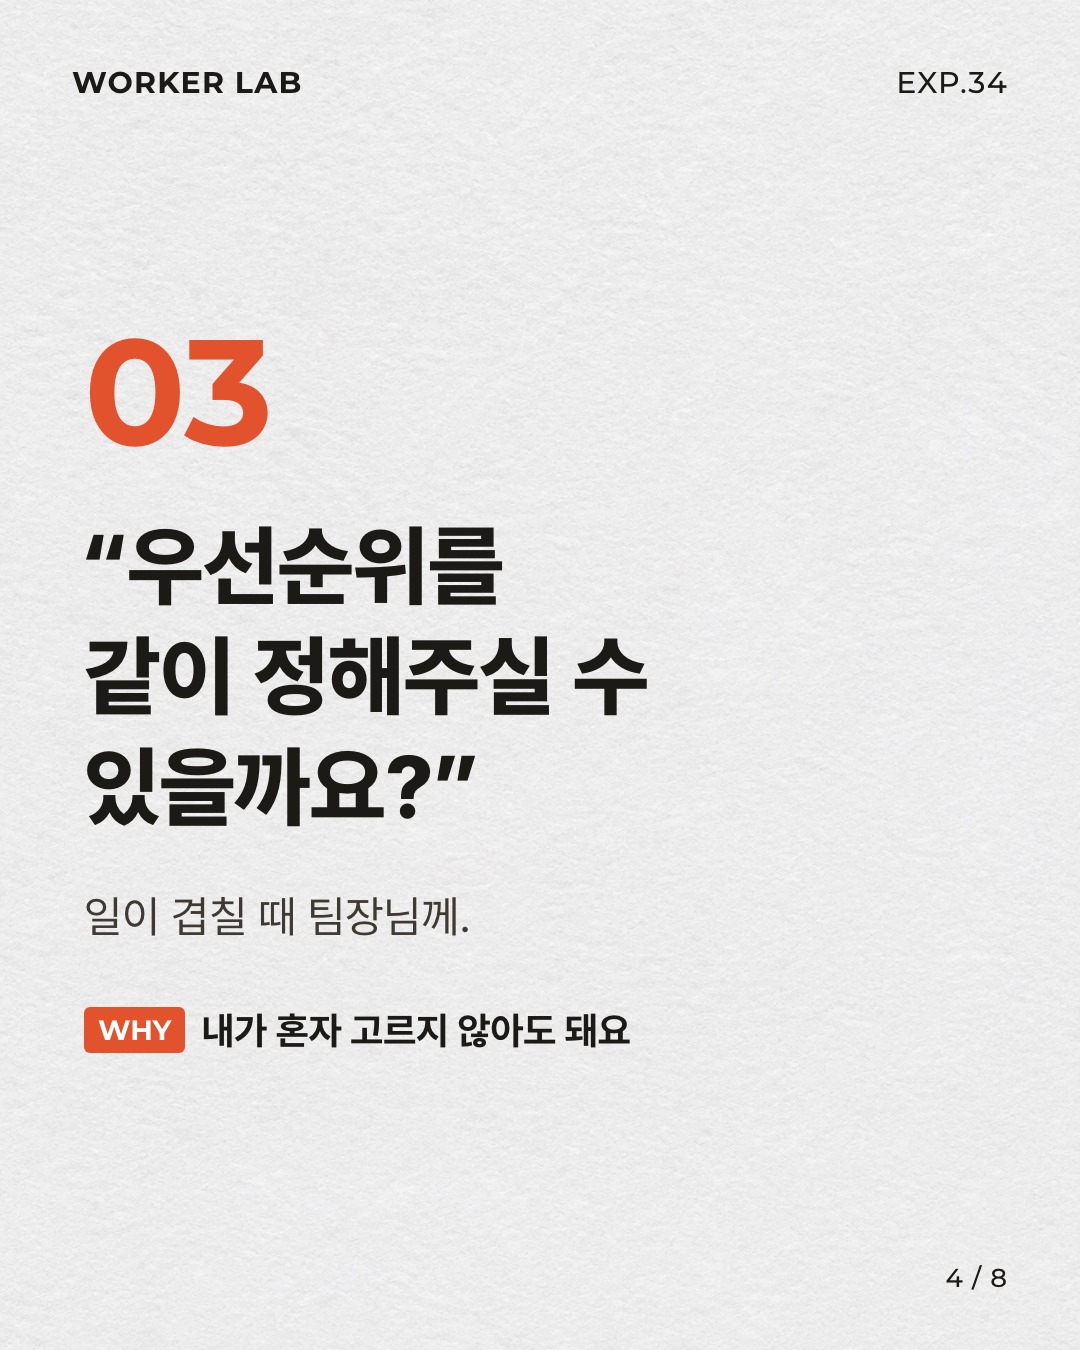 WORKER LAB
EXP.34
03
“우선순위를
같이 정해주실 수
있을까요?”
일이 겹칠 때 팀장님께.
WHY 내가 혼자 고르지 않아도 돼요
4 / 8